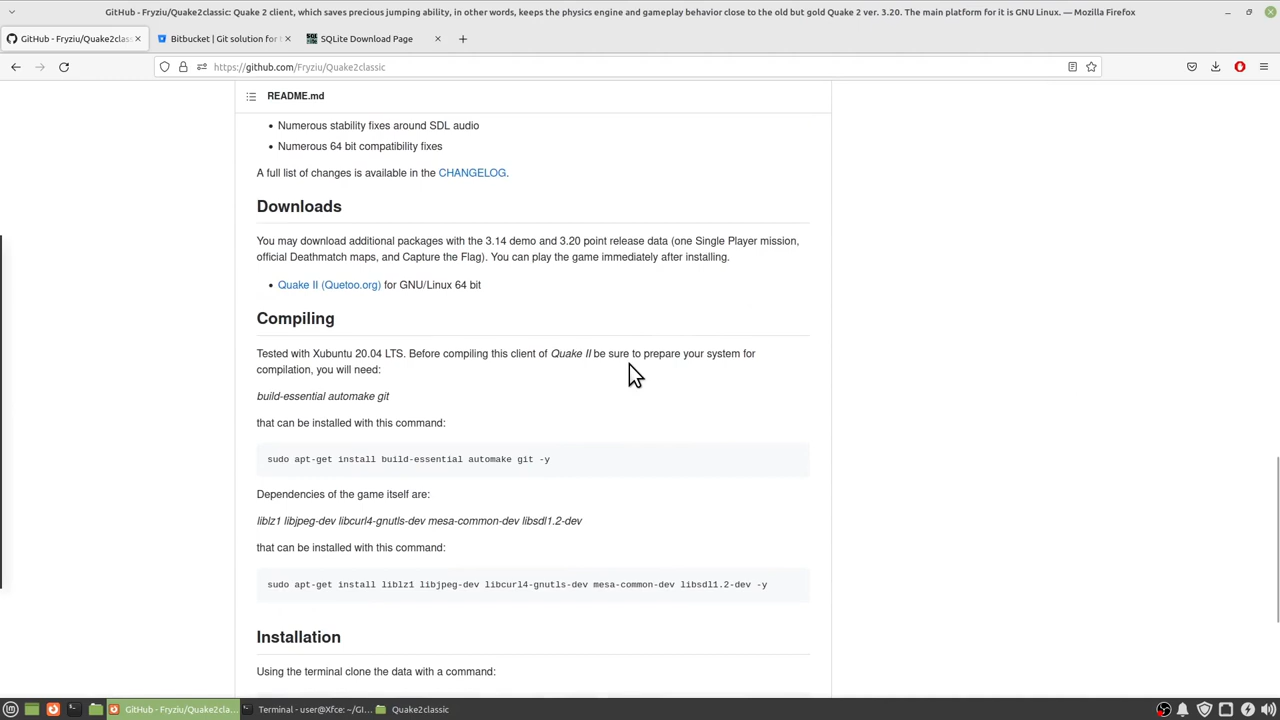 GitHub - Fryziu/Quake2classic: Quake 2 client, which saves precious jumping ability, in other words, keeps the physics engine and gameplay behavior close to the old but gold Quake 2 ver. 3.20. The main platform for it is GNU Linux. — Mozilla Firefox
GitHub - Fryziu/Quake2clas
Bitbucket | Git solution for
SQLite Download Page
https://github.com/Fryziu/Quake2classic
README.md
• Numerous stability fixes around SDL audio
• Numerous 64 bit compatibility fixes
A full list of changes is available in the CHANGELOG.
Downloads
You may download additional packages with the 3.14 demo and 3.20 point release data (one Single Player mission,
official Deathmatch maps, and Capture the Flag). You can play the game immediately after installing.
• Quake II (Quetoo.org) for GNU/Linux 64 bit
Compiling
Tested with Xubuntu 20.04 LTS. Before compiling this client of Quake II be sure to prepare your system for
compilation, you will need:
build-essential automake git
that can be installed with this command:
sudo apt-get install build-essential automake git -y
Dependencies of the game itself are:
liblz1 libjpeg-dev libcurl4-gnutls-dev mesa-common-dev libsdl1.2-dev
that can be installed with this command:
sudo apt-get install liblz1 libjpeg-dev libcurl4-gnutls-dev mesa-common-dev libsdl1.2-dev -y
Installation
Using the terminal clone the data with a command:
GitHub - Fryziu/Quake2cla...
Terminal - user@Xfce: ~/Gi...
Quake2classic